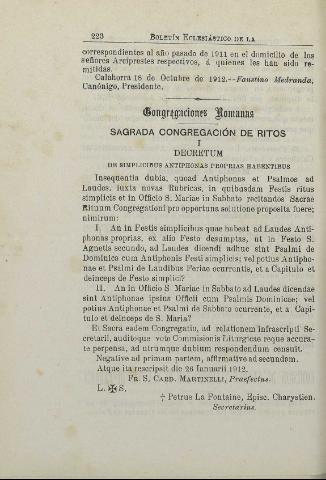 223 BOLETÍN ECLESIÁSTICO DE LA
correspondientes al año pasado de 1911 en el domicilio de los
señores Arciprestes respectivos, á quienes les han sido re-
mitidas.
Calahorra 18 de Octubre de 1912.--Faustino Medranda,
Canónigo, Presidente.
Congregaciones Romanas
SAGRADA CONGREGACIÓN DE RITOS
I
DECRETUM
DE SIMPLICIBUS ANTIPHONAS PROPRIAS HABENTIBUS
Insequentia dubia, quoad Antiphonas et Psalmos ad
Laudes, iuxta novas Rubricas, in quibusdam Festis ritus
simplicis et in Officio S. Mariae in Sabbato recitandos Sacrae
Rituum Congregationi pro opportuna solutione proposita fuere;
nimirum:
I. An in Festis simplicibus quae habeat ad Laudes Anti-
phonas proprias, ex alio Festo desumptas, ut in Festo S.
Agnetis secundo, ad Laudes dicendi adhuc sint Psalmi de
Dominica cum Antiphonis Festi simplicis; vel potius Antipho-
nae et Psalmi de Laudibus Feriae ocurrentis, et a Capitulo et
deinceps de Festo simplici?
II. An in Officio S. Mariae in Sabbato ad Laudes dicendae
sint Antiphonae ipsius Officii cum Psalmis Dominicae; vel
potius Antiphonae et Psalmi de Sabbato ocurrente, et a Capi-
tulo et deinceps de S. Maria?
Et Sacra eadem Congregatio, ad relationem infrascripti Se-
cretarii, auditoque voto Commisionis Liturgicae reque accura-
te perpensa, ad utrumque dubium respondendum censuit.
Negative ad primam partem, affirmative ad secundam.
Atque ita rescripsit die 26 Ianuarii 1912.
FR. S. CARD. MARTINELLI, Praefectus.
L. ✠ S.
† Petrus La Fontaine, Episc. Charystien.
Secretarius.